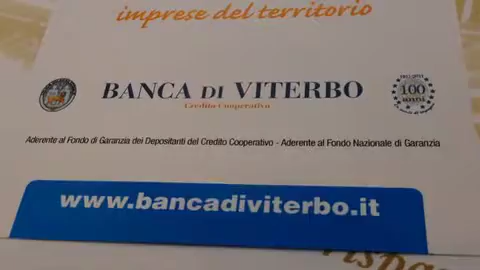 imprese del territorio
BANCA DI VITERBO
Credito Cooperativo
100
Aderente al Fondo di Garanzia dei Depositanti del Credito Cooperativo - Aderente al Fondo Nazionale di Garanzia
www.bancadiviterbo.it